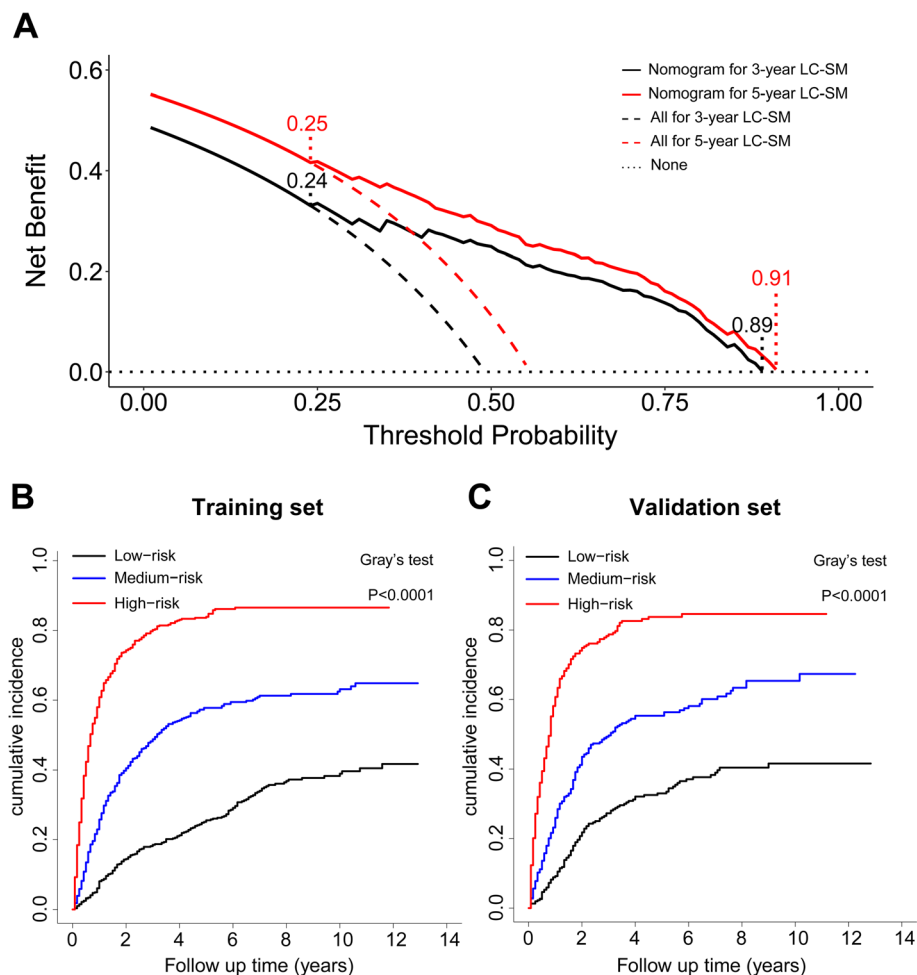 A
Nomogram for 3-year LC-SM
Nomogram for 5-year LC-SM
All for 3-year LC-SM
All for 5-year LC-SM
None
Net Benefit
0.6
0.4
0.2
0.0
0.25
0.24
0.91
0.89
0.00
0.25
0.50
0.75
1.00
Threshold Probability
B
Training set
Low−risk
Medium−risk
High−risk
Gray's test
P<0.0001
cumulative incidence
1.0
0.8
0.6
0.4
0.2
0.0
0
2
4
6
8
10
12
14
Follow up time (years)
C
Validation set
Low−risk
Medium−risk
High−risk
Gray's test
P<0.0001
cumulative incidence
1.0
0.8
0.6
0.4
0.2
0.0
0
2
4
6
8
10
12
14
Follow up time (years)